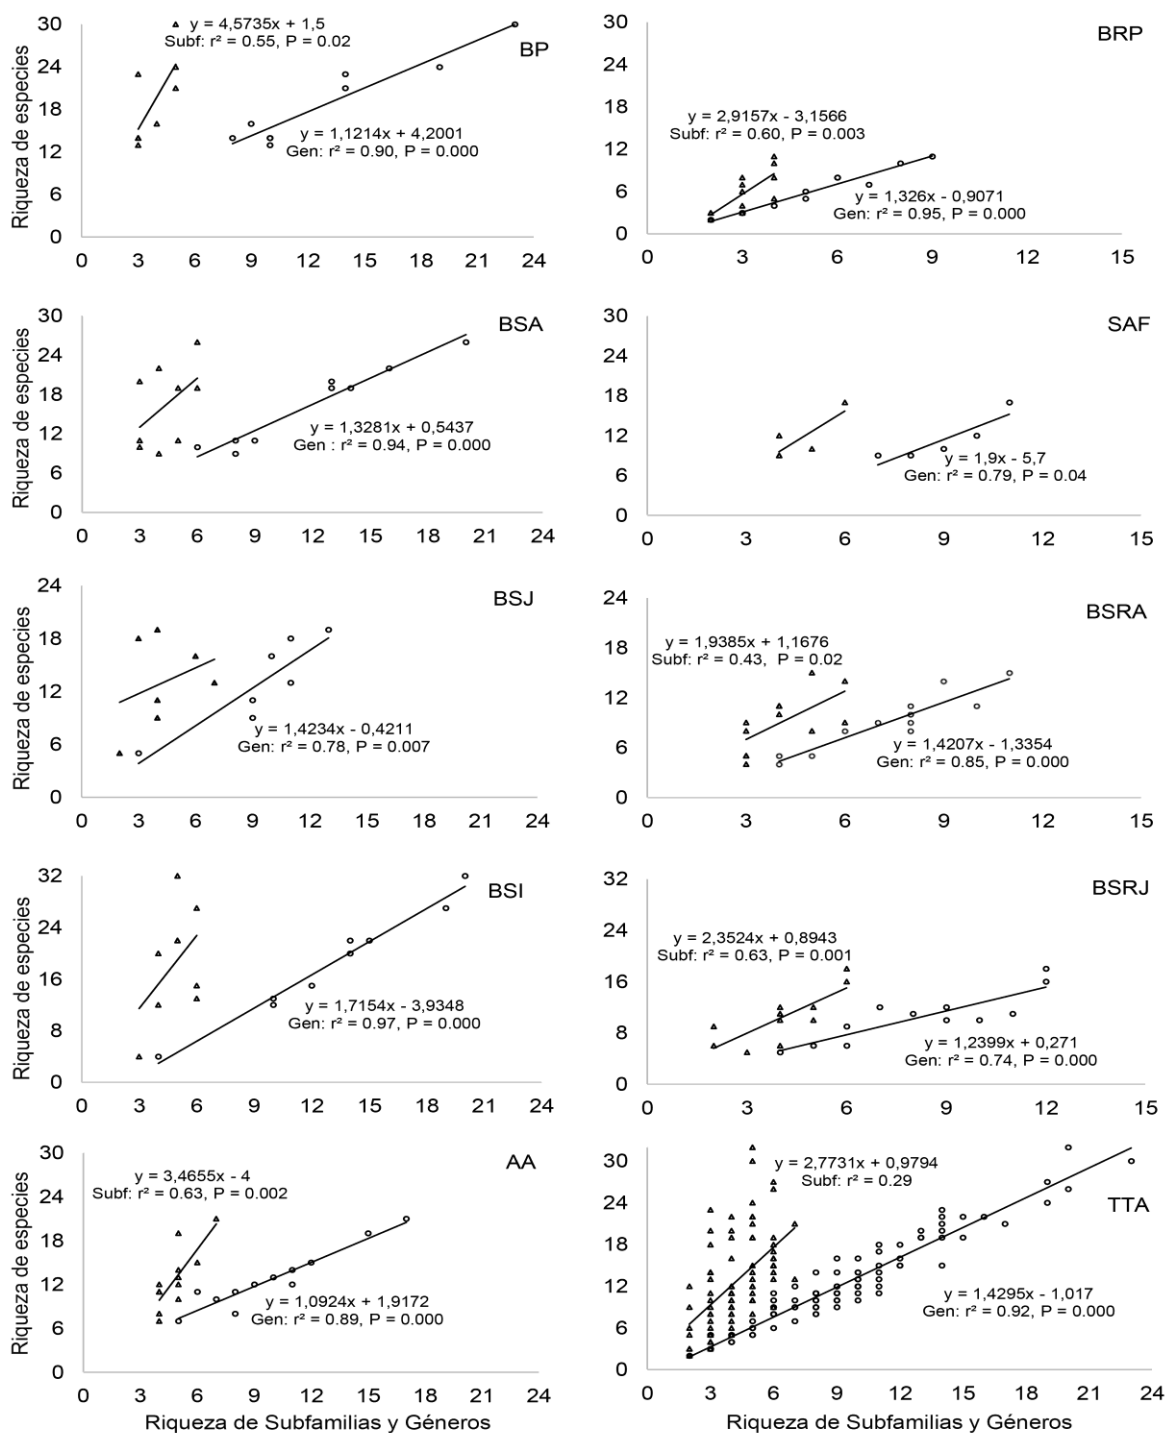 30
24
18
12
6
0
Riqueza de especies
y = 4,5735x + 1,5
Subf: r² = 0.55, P = 0.02
BP
y = 1,1214x + 4,2001
Gen: r² = 0.90, P = 0.000
0 3 6 9 12 15 18 21 24
30
24
18
12
6
0
BRP
y = 2,9157x - 3,1566
Subf: r² = 0.60, P = 0.003
y = 1,326x - 0,9071
Gen: r² = 0.95, P = 0.000
0 3 6 9 12 15
30
24
18
12
6
0
Riqueza de especies
BSA
y = 1,3281x + 0,5437
Gen : r² = 0.94, P = 0.000
0 3 6 9 12 15 18 21 24
30
24
18
12
6
0
SAF
y = 1,9x - 5,7
Gen: r² = 0.79, P = 0.04
0 3 6 9 12 15
24
18
12
6
0
Riqueza de especies
BSJ
y = 1,4234x - 0,4211
Gen: r² = 0.78, P = 0.007
0 3 6 9 12 15 18 21 24
24
18
12
6
0
BSRA
y = 1,9385x + 1,1676
Subf: r² = 0.43, P = 0.02
y = 1,4207x - 1,3354
Gen: r² = 0.85, P = 0.000
0 3 6 9 12 15
32
24
16
8
0
Riqueza de especies
BSI
y = 1,7154x - 3,9348
Gen: r² = 0.97, P = 0.000
0 3 6 9 12 15 18 21 24
32
24
16
8
0
BSRJ
y = 2,3524x + 0,8943
Subf: r² = 0.63, P = 0.001
y = 1,2399x + 0,271
Gen: r² = 0.74, P = 0.000
0 3 6 9 12 15
30
24
18
12
6
0
Riqueza de especies
AA
y = 3,4655x - 4
Subf: r² = 0.63, P = 0.002
y = 1,0924x + 1,9172
Gen: r² = 0.89, P = 0.000
0 3 6 9 12 15 18 21 24
Riqueza de Subfamilias y Géneros
30
24
18
12
6
0
y = 2,7731x + 0,9794
Subf: r² = 0.29
TTA
y = 1,4295x - 1,017
Gen: r² = 0.92, P = 0.000
0 3 6 9 12 15 18 21 24
Riqueza de Subfamilias y Géneros